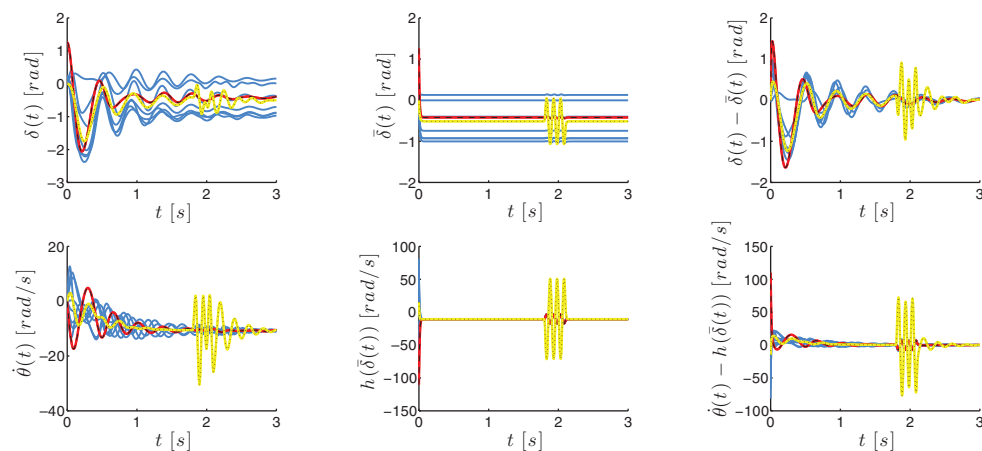 δ(t) [rad]
2
1
0
−1
−2
−3
0 1 2 3
t [s]
δ̄(t) [rad]
2
1
0
−1
−2
0 1 2 3
t [s]
δ(t) − δ̄(t) [rad]
2
1
0
−1
−2
0 1 2 3
t [s]
θ̇(t) [rad/s]
20
0
−20
−40
0 1 2 3
t [s]
h(δ̄(t)) [rad/s]
100
50
0
−50
−100
−150
0 1 2 3
t [s]
θ̇(t) − h(δ̄(t)) [rad/s]
150
100
50
0
−50
−100
0 1 2 3
t [s]